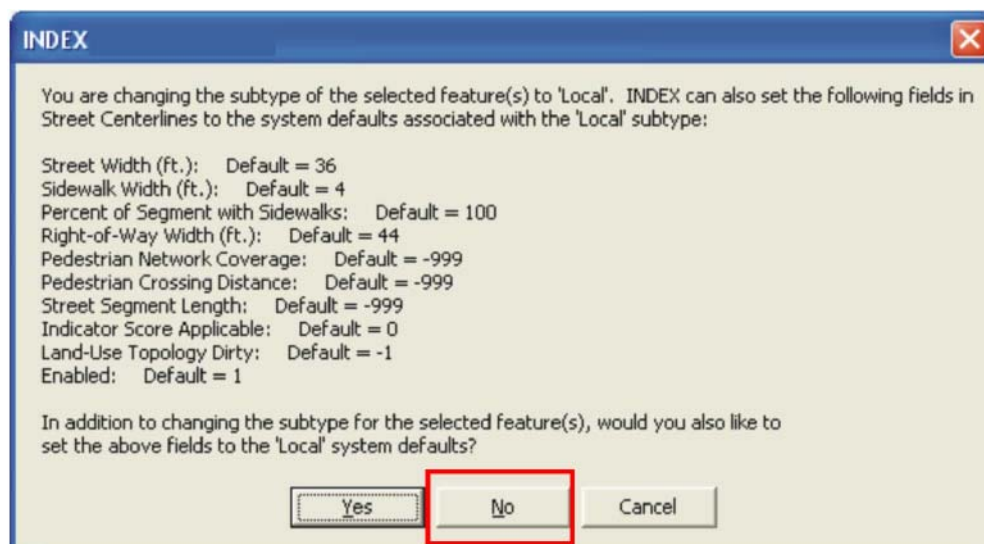 INDEX
You are changing the subtype of the selected feature(s) to 'Local'. INDEX can also set the following fields in
Street Centerlines to the system defaults associated with the 'Local' subtype:
Street Width (ft.): Default = 36
Sidewalk Width (ft.): Default = 4
Percent of Segment with Sidewalks: Default = 100
Right-of-Way Width (ft.): Default = 44
Pedestrian Network Coverage: Default = -999
Pedestrian Crossing Distance: Default = -999
Street Segment Length: Default = -999
Indicator Score Applicable: Default = 0
Land-Use Topology Dirty: Default = -1
Enabled: Default = 1
In addition to changing the subtype for the selected feature(s), would you also like to
set the above fields to the 'Local' system defaults?
Yes No Cancel